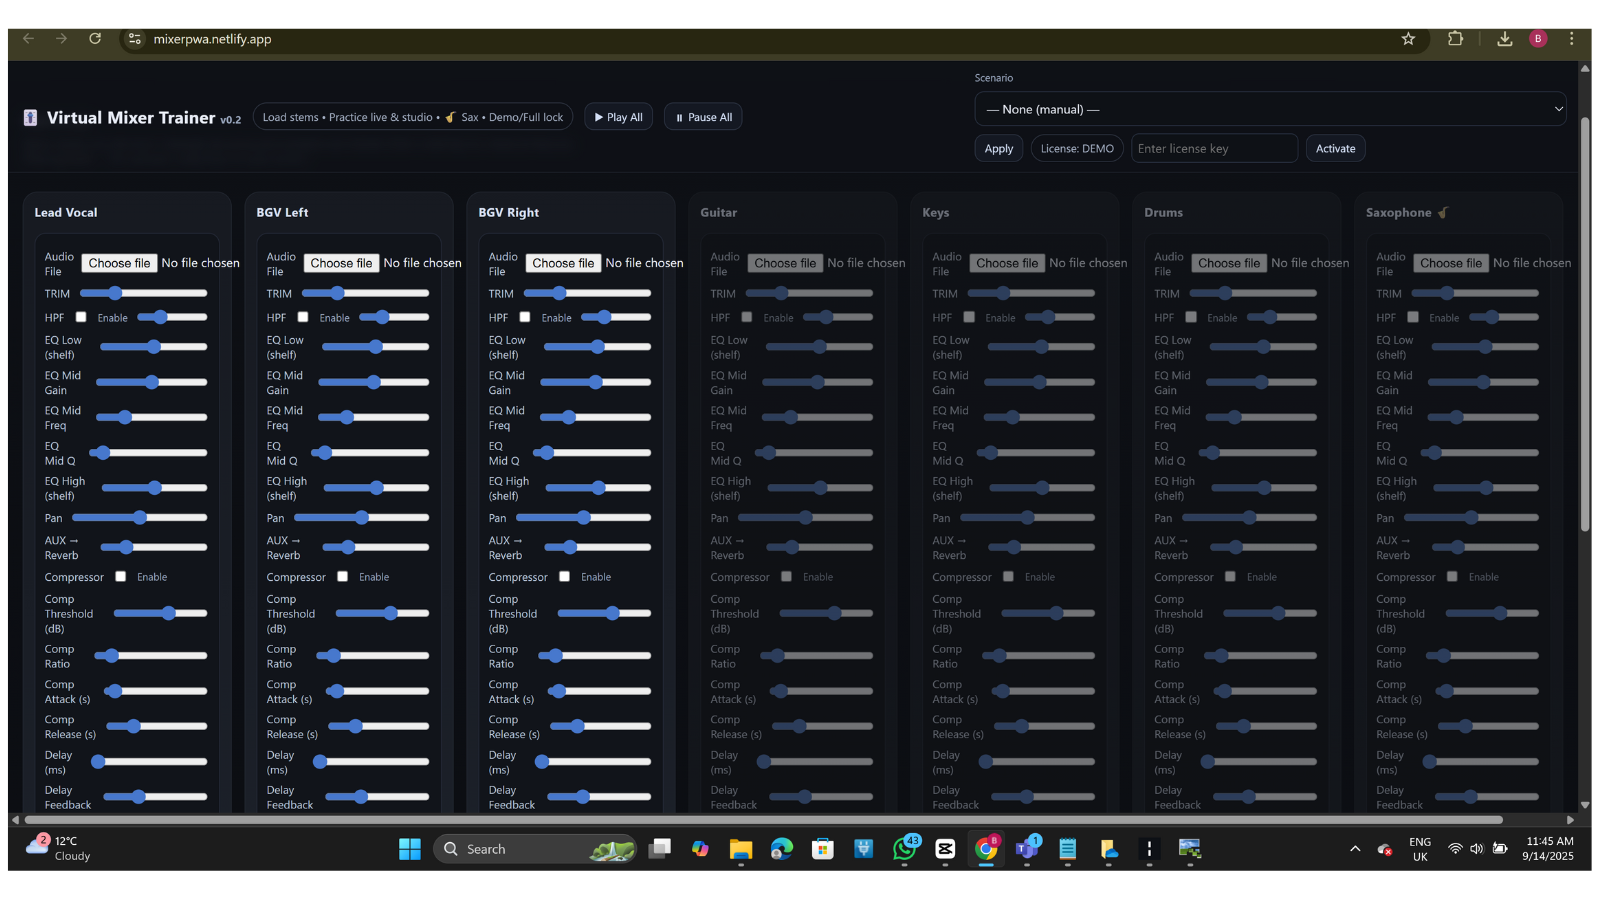 mixerpwa.netlify.app
B
Scenario
— None (manual) —
Virtual Mixer Trainer v0.2
Load stems • Practice live & studio • 🎷 Sax • Demo/Full lock
▶ Play All
⏸ Pause All
Apply
License: DEMO
Enter license key
Activate
Lead Vocal
Audio File
Choose file No file chosen
TRIM
HPF Enable
EQ Low (shelf)
EQ Mid Gain
EQ Mid Freq
EQ Mid Q
EQ High (shelf)
Pan
AUX → Reverb
Compressor Enable
Comp Threshold (dB)
Comp Ratio
Comp Attack (s)
Comp Release (s)
Delay (ms)
Delay Feedback
BGV Left
Audio File
Choose file No file chosen
TRIM
HPF Enable
EQ Low (shelf)
EQ Mid Gain
EQ Mid Freq
EQ Mid Q
EQ High (shelf)
Pan
AUX → Reverb
Compressor Enable
Comp Threshold (dB)
Comp Ratio
Comp Attack (s)
Comp Release (s)
Delay (ms)
Delay Feedback
BGV Right
Audio File
Choose file No file chosen
TRIM
HPF Enable
EQ Low (shelf)
EQ Mid Gain
EQ Mid Freq
EQ Mid Q
EQ High (shelf)
Pan
AUX → Reverb
Compressor Enable
Comp Threshold (dB)
Comp Ratio
Comp Attack (s)
Comp Release (s)
Delay (ms)
Delay Feedback
Guitar
Audio File
Choose file No file chosen
TRIM
HPF Enable
EQ Low (shelf)
EQ Mid Gain
EQ Mid Freq
EQ Mid Q
EQ High (shelf)
Pan
AUX → Reverb
Compressor Enable
Comp Threshold (dB)
Comp Ratio
Comp Attack (s)
Comp Release (s)
Delay (ms)
Delay Feedback
Keys
Audio File
Choose file No file chosen
TRIM
HPF Enable
EQ Low (shelf)
EQ Mid Gain
EQ Mid Freq
EQ Mid Q
EQ High (shelf)
Pan
AUX → Reverb
Compressor Enable
Comp Threshold (dB)
Comp Ratio
Comp Attack (s)
Comp Release (s)
Delay (ms)
Delay Feedback
Drums
Audio File
Choose file No file chosen
TRIM
HPF Enable
EQ Low (shelf)
EQ Mid Gain
EQ Mid Freq
EQ Mid Q
EQ High (shelf)
Pan
AUX → Reverb
Compressor Enable
Comp Threshold (dB)
Comp Ratio
Comp Attack (s)
Comp Release (s)
Delay (ms)
Delay Feedback
Saxophone 🎷
Audio File
Choose file No file chosen
TRIM
HPF Enable
EQ Low (shelf)
EQ Mid Gain
EQ Mid Freq
EQ Mid Q
EQ High (shelf)
Pan
AUX → Reverb
Compressor Enable
Comp Threshold (dB)
Comp Ratio
Comp Attack (s)
Comp Release (s)
Delay (ms)
Delay Feedback
2
12°C
Cloudy
Search
43
B
1
ENG
UK
11:45 AM
9/14/2025